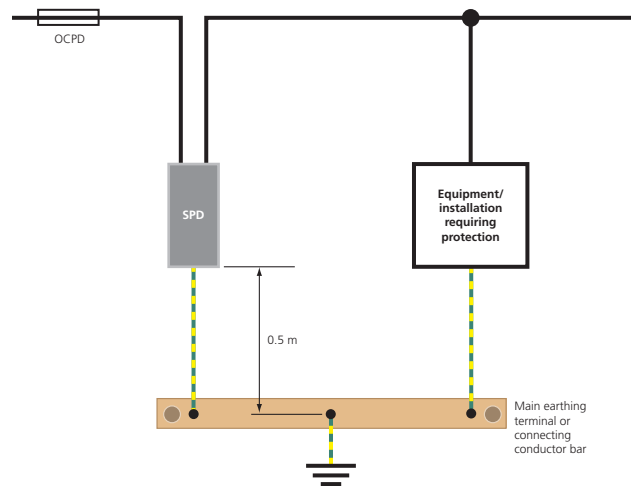 OCPD
SPD
Equipment/
installation
requiring
protection
0.5 m
Main earthing
terminal or
connecting
conductor bar